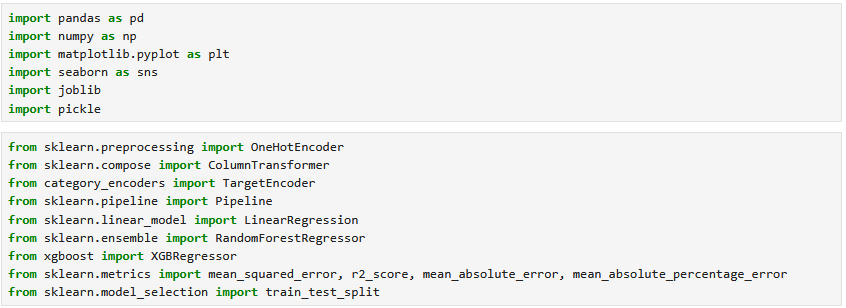 import pandas as pd
import numpy as np
import matplotlib.pyplot as plt
import seaborn as sns
import joblib
import pickle
from sklearn.preprocessing import OneHotEncoder
from sklearn.compose import ColumnTransformer
from category_encoders import TargetEncoder
from sklearn.pipeline import Pipeline
from sklearn.linear_model import LinearRegression
from sklearn.ensemble import RandomForestRegressor
from xgboost import XGBRegressor
from sklearn.metrics import mean_squared_error, r2_score, mean_absolute_error, mean_absolute_percentage_error
from sklearn.model_selection import train_test_split